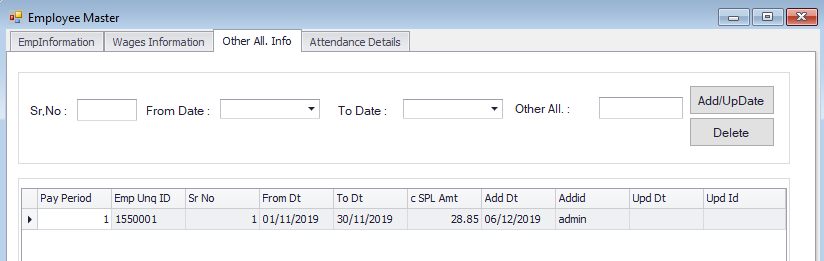 Employee Master
EmpInformation Wages Information Other All. Info Attendance Details
Sr,No : From Date : To Date : Other All. : Add/UpDate
Delete
Pay Period Emp Unq ID Sr No From Dt To Dt c SPL Amt Add Dt Addid Upd Dt Upd Id
1 1550001 1 01/11/2019 30/11/2019 28.85 06/12/2019 admin